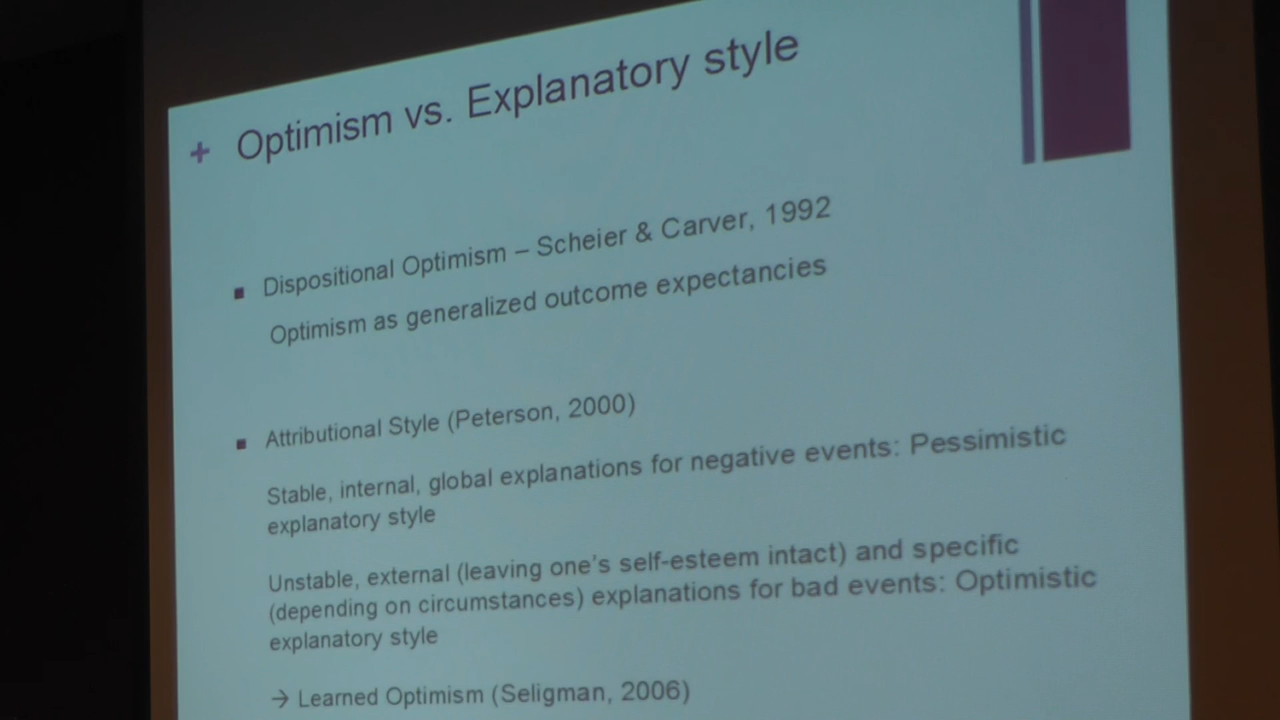 + Optimism vs. Explanatory style
▪ Dispositional Optimism – Scheier & Carver, 1992
Optimism as generalized outcome expectancies
▪ Attributional Style (Peterson, 2000)
Stable, internal, global explanations for negative events: Pessimistic
explanatory style
Unstable, external (leaving one's self-esteem intact) and specific
(depending on circumstances) explanations for bad events: Optimistic
explanatory style
→ Learned Optimism (Seligman, 2006)